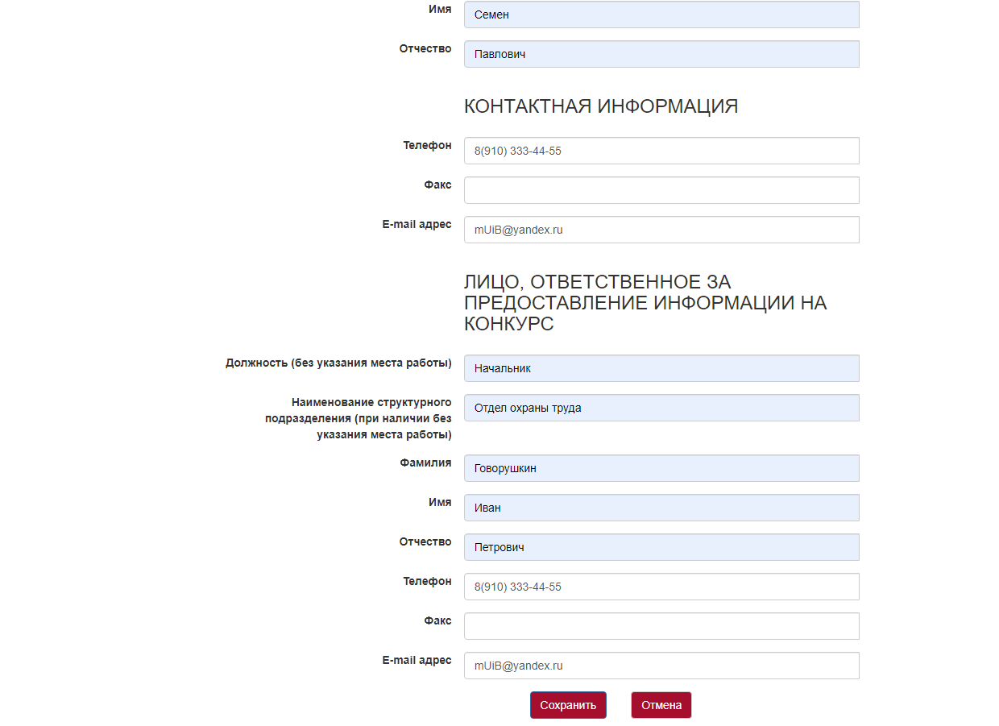 Имя
Семен
Отчество
Павлович
КОНТАКТНАЯ ИНФОРМАЦИЯ
Телефон
8(910) 333-44-55
Факс
E-mail адрес
mUiB@yandex.ru
ЛИЦО, ОТВЕТСТВЕННОЕ ЗА
ПРЕДОСТАВЛЕНИЕ ИНФОРМАЦИИ НА
КОНКУРС
Должность (без указания места работы)
Начальник
Наименование структурного
подразделения (при наличии без
указания места работы)
Отдел охраны труда
Фамилия
Говорушкин
Имя
Иван
Отчество
Петрович
Телефон
8(910) 333-44-55
Факс
E-mail адрес
mUiB@yandex.ru
Сохранить
Отмена